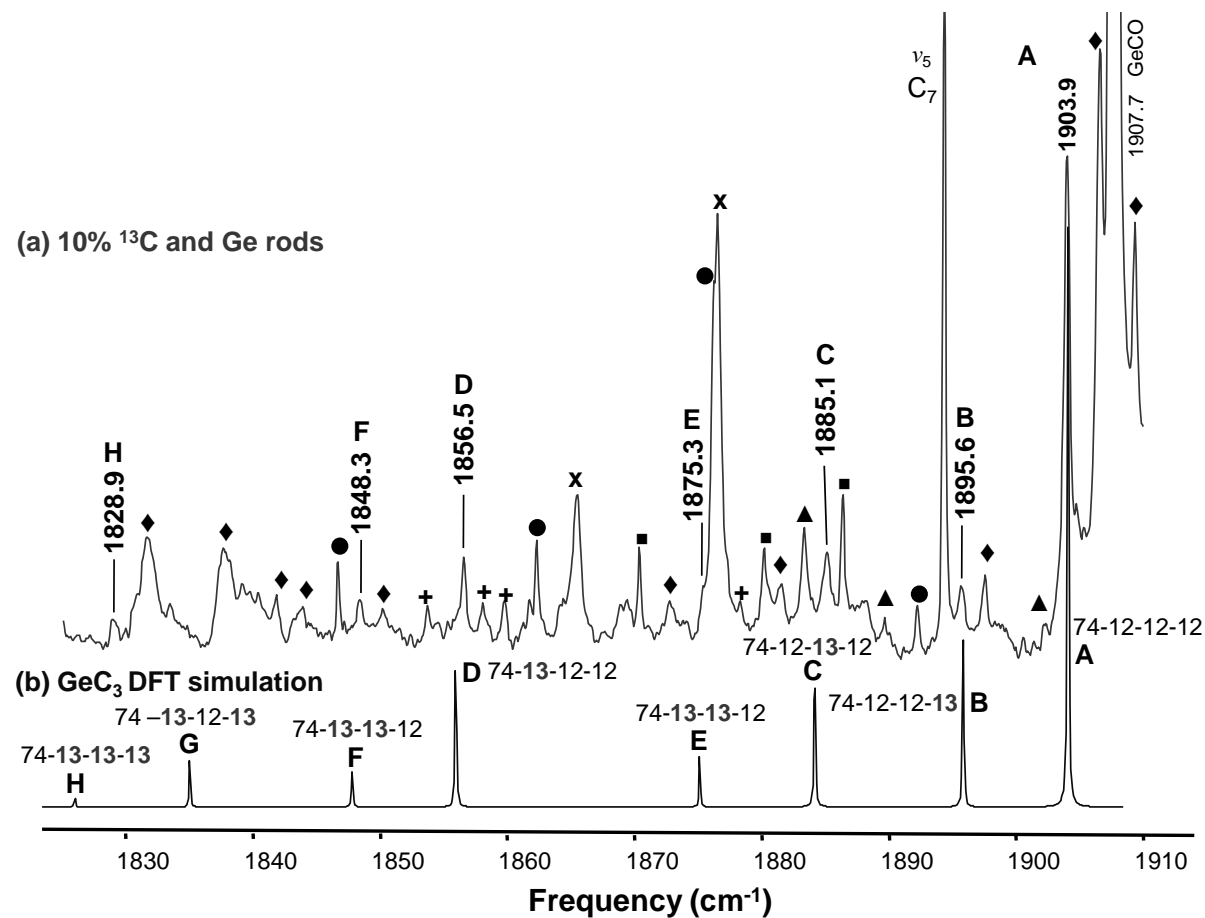 A
ν5
C7
1903.9
1907.7 GeCO
(a) 10% 13C and Ge rods
x
C
1885.1
D
1856.5
E
1875.3
B
1895.6
F
1848.3
H
1828.9
x
+
+
+
+
74-12-12-12
A
74-12-13-12
C
(b) GeC3 DFT simulation
D 74-13-12-12
74-12-12-13 B
74 –13-12-13
G
74-13-13-12
F
74-13-13-12
E
74-13-13-13
H
1830 1840 1850 1860 1870 1880 1890 1900 1910
Frequency (cm-1)